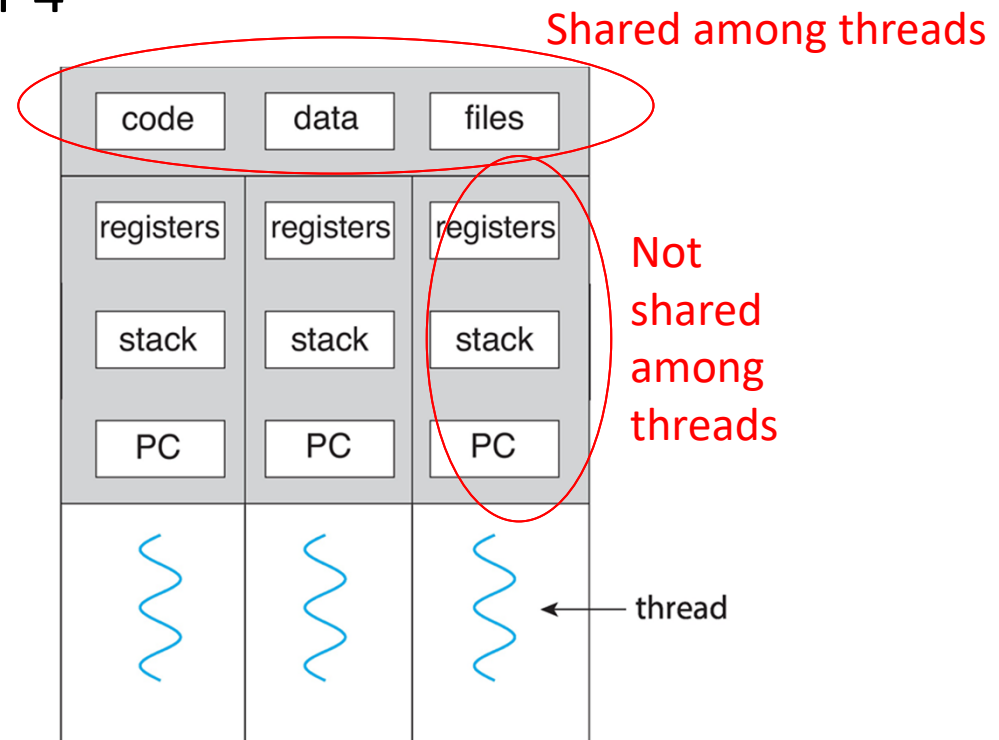 Shared among threads
code data files
registers registers registers
Not
shared
among
threads
stack stack stack
PC PC PC
thread